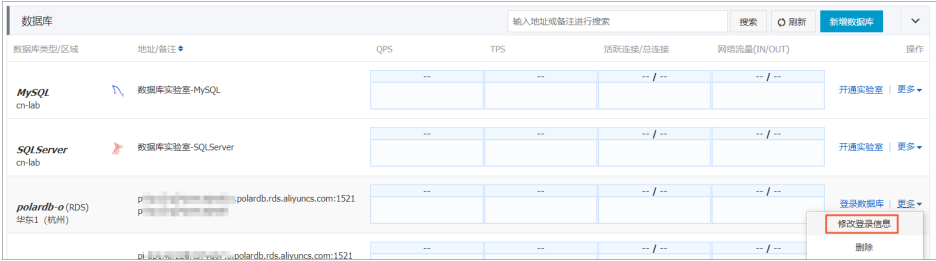 数据库 输入地址或备注进行搜索 搜索 刷新 新增数据库
数据库类型/区域 地址/备注 QPS TPS 活跃连接/总连接 网络流量(IN/OUT) 操作
-- -- -- / -- -- / --
MySQL 数据库实验室-MySQL 开通实验室 | 更多
cn-lab
-- -- -- / -- -- / --
SQLServer 数据库实验室-SQLServer 开通实验室 | 更多
cn-lab
-- -- -- / -- -- / --
polardb-o (RDS) .polardb.rds.aliyuncs.com:1521 登录数据库 | 更多
华东1 (杭州)
修改登录信息
-- -- -- / -- -- / --
删除
.polardb.rds.aliyuncs.com:1521